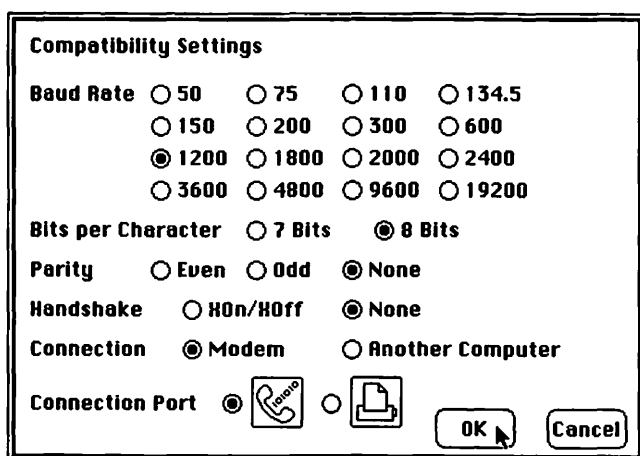 Compatibility Settings
Baud Rate 50 75 110 134.5
150 200 300 600
1200 1800 2000 2400
3600 4800 9600 19200
Bits per Character 7 Bits 8 Bits
Parity Even Odd None
Handshake XOn/XOff None
Connection Modem Another Computer
Connection Port
OK Cancel